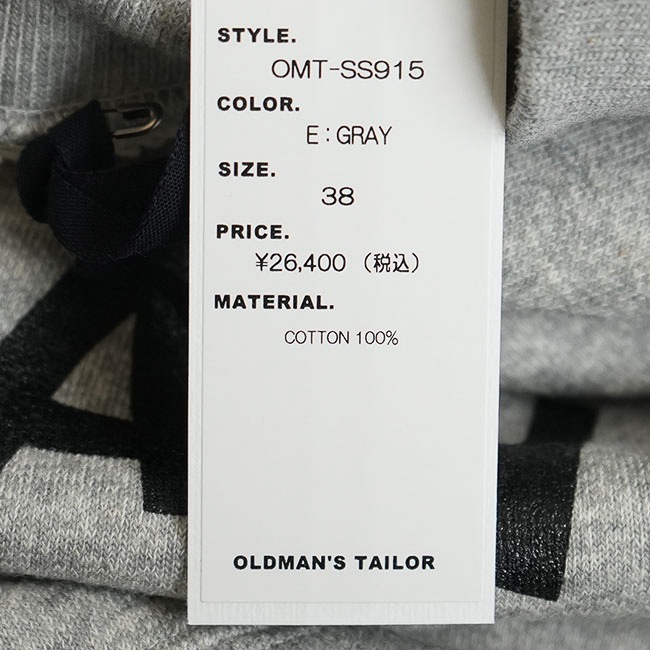 STYLE.
OMT-SS915
COLOR.
E：GRAY
SIZE.
38
PRICE.
¥26,400（税込）
MATERIAL.
COTTON 100%
OLDMAN'S TAILOR